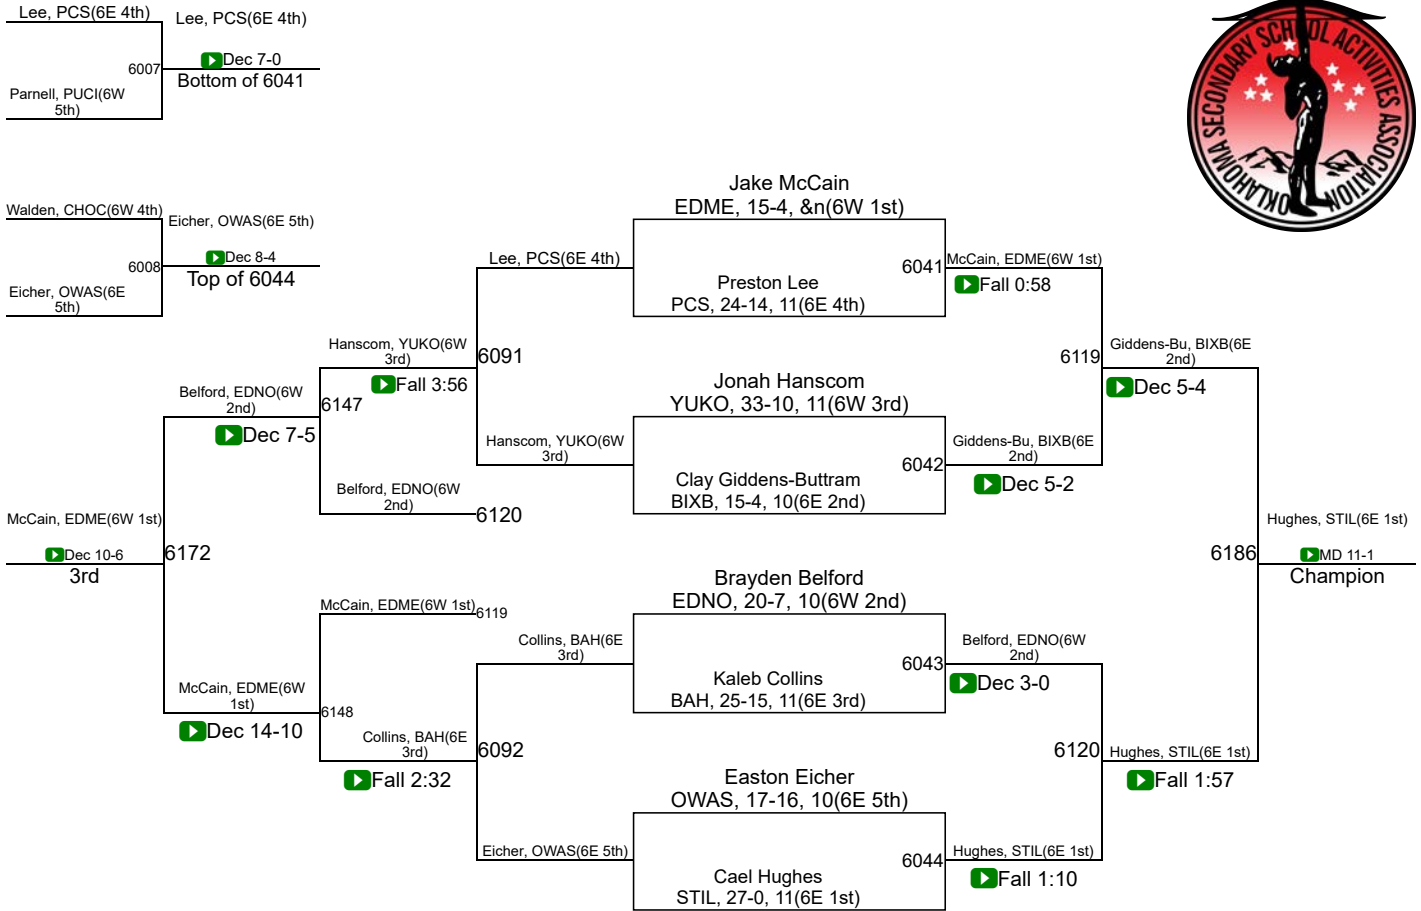 Lee, PCS(6E 4th)
Lee, PCS(6E 4th)
Dec 7-0
6007
Bottom of 6041
Parnell, PUCI(6W
5th)
OKLAHOMA SECONDARY SCHOOL ACTIVITIES ASSOCIATION
Walden, CHOC(6W 4th)
Eicher, OWAS(6E 5th)
Dec 8-4
6008
Top of 6044
Eicher, OWAS(6E
5th)
Jake McCain
EDME, 15-4, &n(6W 1st)
Lee, PCS(6E 4th)
6041
McCain, EDME(6W 1st)
Fall 0:58
Preston Lee
PCS, 24-14, 11(6E 4th)
Hanscom, YUKO(6W
3rd)
6091
Fall 3:56
6119
Giddens-Bu, BIXB(6E
2nd)
Dec 5-4
Belford, EDNO(6W
2nd)
6147
Dec 7-5
Jonah Hanscom
YUKO, 33-10, 11(6W 3rd)
Hanscom, YUKO(6W
3rd)
6042
Giddens-Bu, BIXB(6E
2nd)
Dec 5-2
Clay Giddens-Buttram
BIXB, 15-4, 10(6E 2nd)
Belford, EDNO(6W
2nd)
6120
McCain, EDME(6W 1st)
Dec 10-6
6172
3rd
6186
Hughes, STIL(6E 1st)
MD 11-1
Champion
Brayden Belford
EDNO, 20-7, 10(6W 2nd)
McCain, EDME(6W 1st)
6119
Collins, BAH(6E
3rd)
6043
Belford, EDNO(6W
2nd)
Dec 3-0
Kaleb Collins
BAH, 25-15, 11(6E 3rd)
McCain, EDME(6W
1st)
6148
Dec 14-10
Collins, BAH(6E
3rd)
6092
Fall 2:32
6120
Hughes, STIL(6E 1st)
Fall 1:57
Easton Eicher
OWAS, 17-16, 10(6E 5th)
Eicher, OWAS(6E 5th)
6044
Hughes, STIL(6E 1st)
Fall 1:10
Cael Hughes
STIL, 27-0, 11(6E 1st)